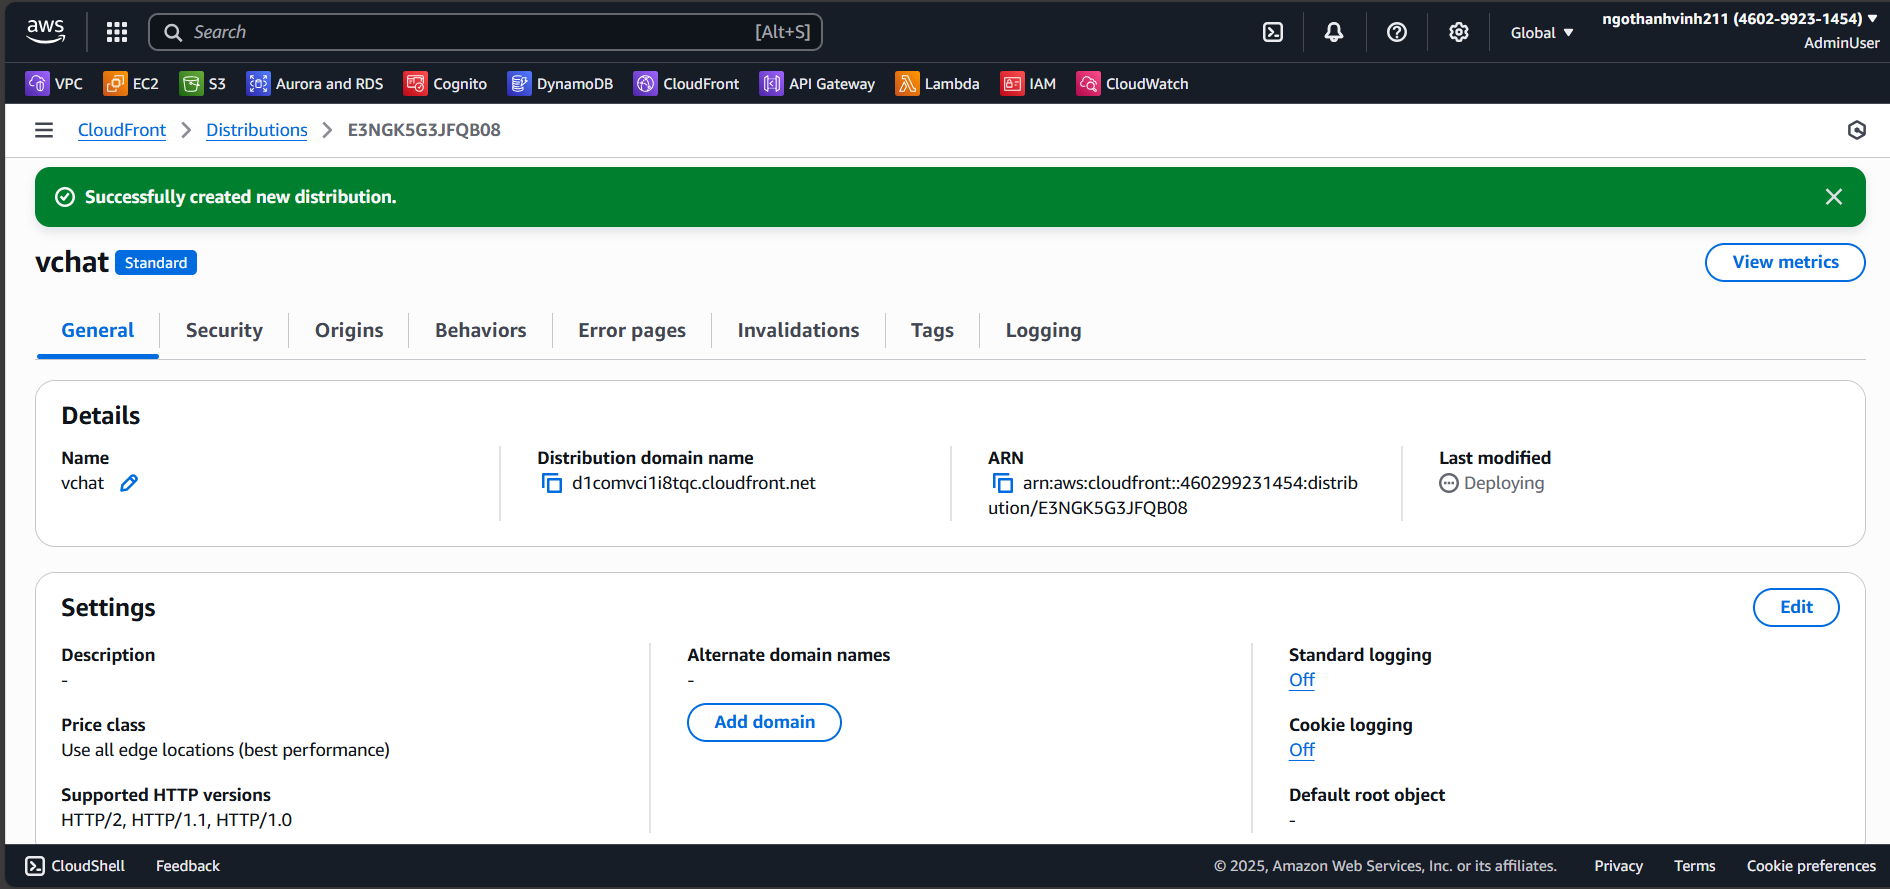 aws
Search [Alt+S]
Global
ngothanhvinh211 (4602-9923-1454)
AdminUser
VPC EC2 S3 Aurora and RDS Cognito DynamoDB CloudFront API Gateway Lambda IAM CloudWatch
CloudFront > Distributions > E3NGK5G3JFQB08
Successfully created new distribution.
vchat Standard
View metrics
General Security Origins Behaviors Error pages Invalidations Tags Logging
Details
Name
vchat
Distribution domain name
d1comvci1i8tqc.cloudfront.net
ARN
arn:aws:cloudfront::460299231454:distrib
ution/E3NGK5G3JFQB08
Last modified
Deploying
Settings
Edit
Description
-
Price class
Use all edge locations (best performance)
Supported HTTP versions
HTTP/2, HTTP/1.1, HTTP/1.0
Alternate domain names
-
Add domain
Standard logging
Off
Cookie logging
Off
Default root object
-
CloudShell Feedback
© 2025, Amazon Web Services, Inc. or its affiliates. Privacy Terms Cookie preferences